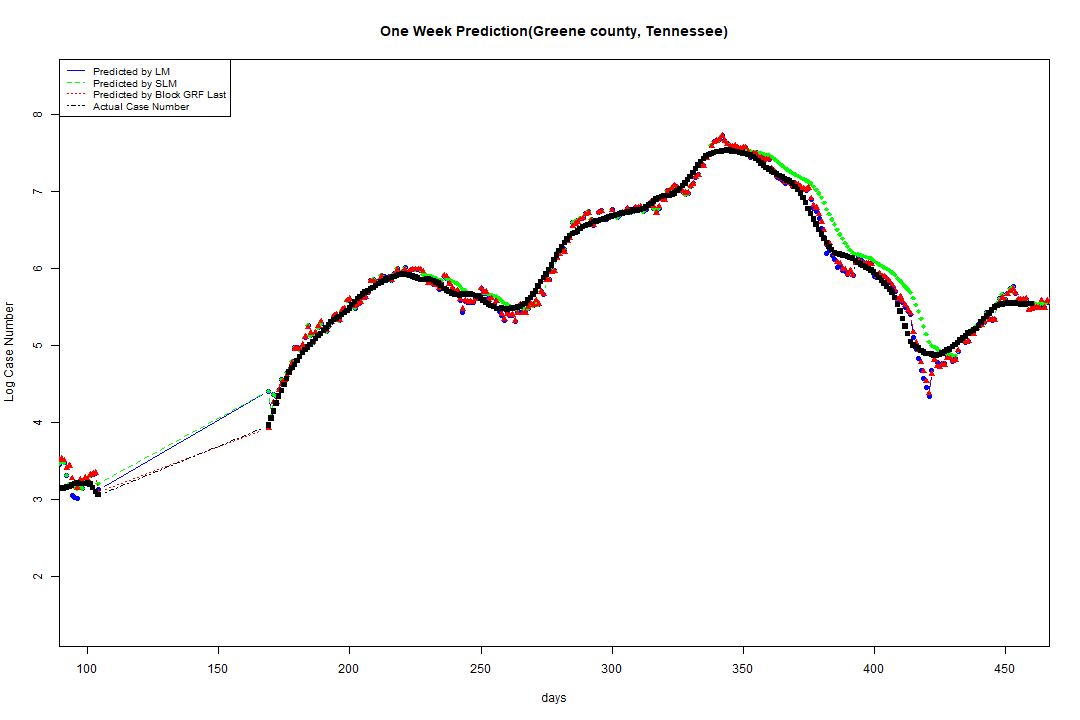 One Week Prediction(Greene county, Tennessee)
Predicted by LM
Predicted by SLM
Predicted by Block GRF Last
Actual Case Number
8
7
6
5
4
3
2
Log Case Number
100 150 200 250 300 350 400 450
days